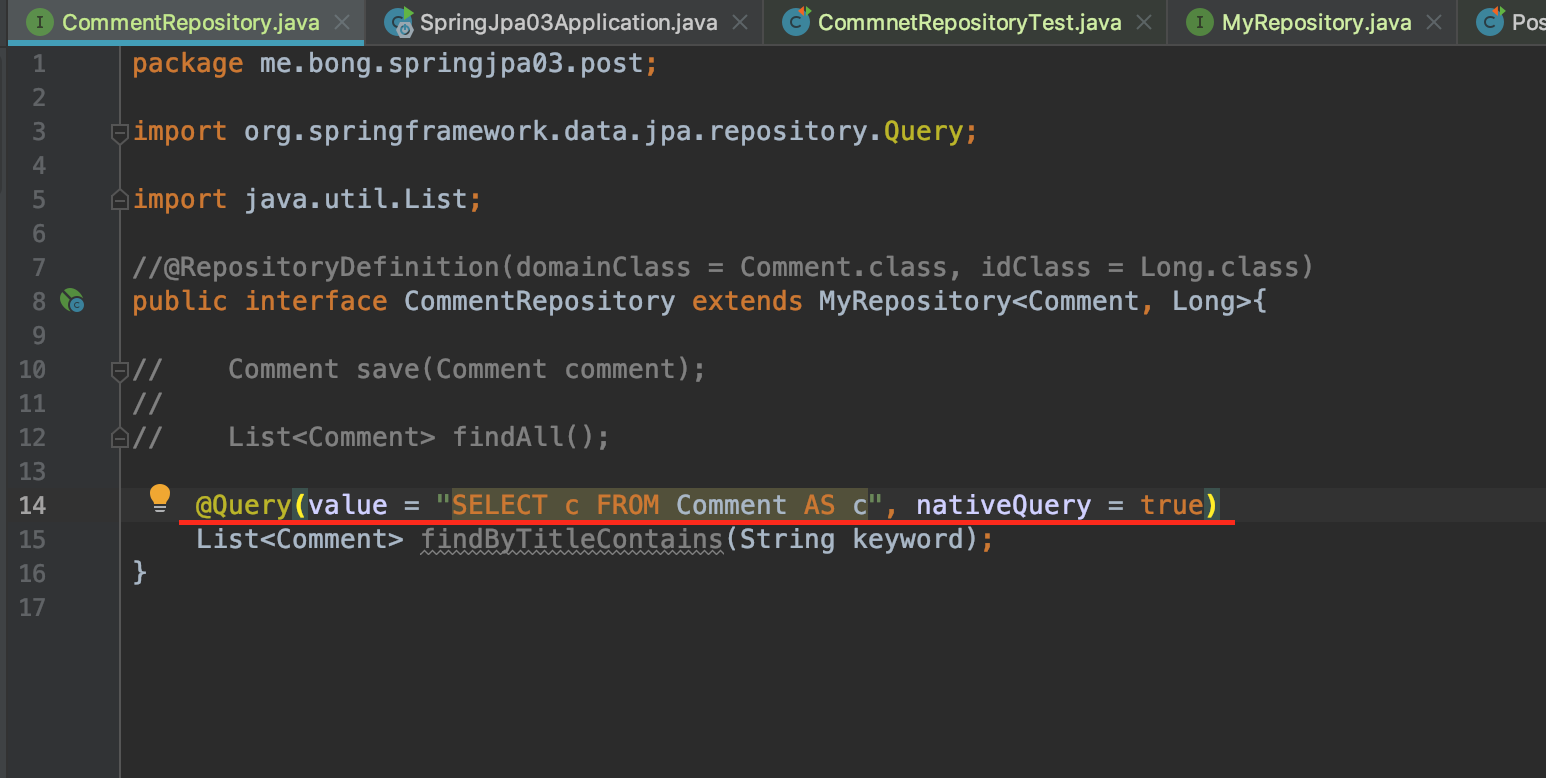 CommentRepository.java SpringJpa03Application.java CommnetRepositoryTest.java MyRepository.java Pos
1 package me.bong.springjpa03.post;
2
3 import org.springframework.data.jpa.repository.Query;
4
5 import java.util.List;
6
7 //@RepositoryDefinition(domainClass = Comment.class, idClass = Long.class)
8 public interface CommentRepository extends MyRepository<Comment, Long>{
9
10 //    Comment save(Comment comment);
11 //
12 //    List<Comment> findAll();
13
14     @Query(value = "SELECT c FROM Comment AS c", nativeQuery = true)
15     List<Comment> findByTitleContains(String keyword);
16 }
17